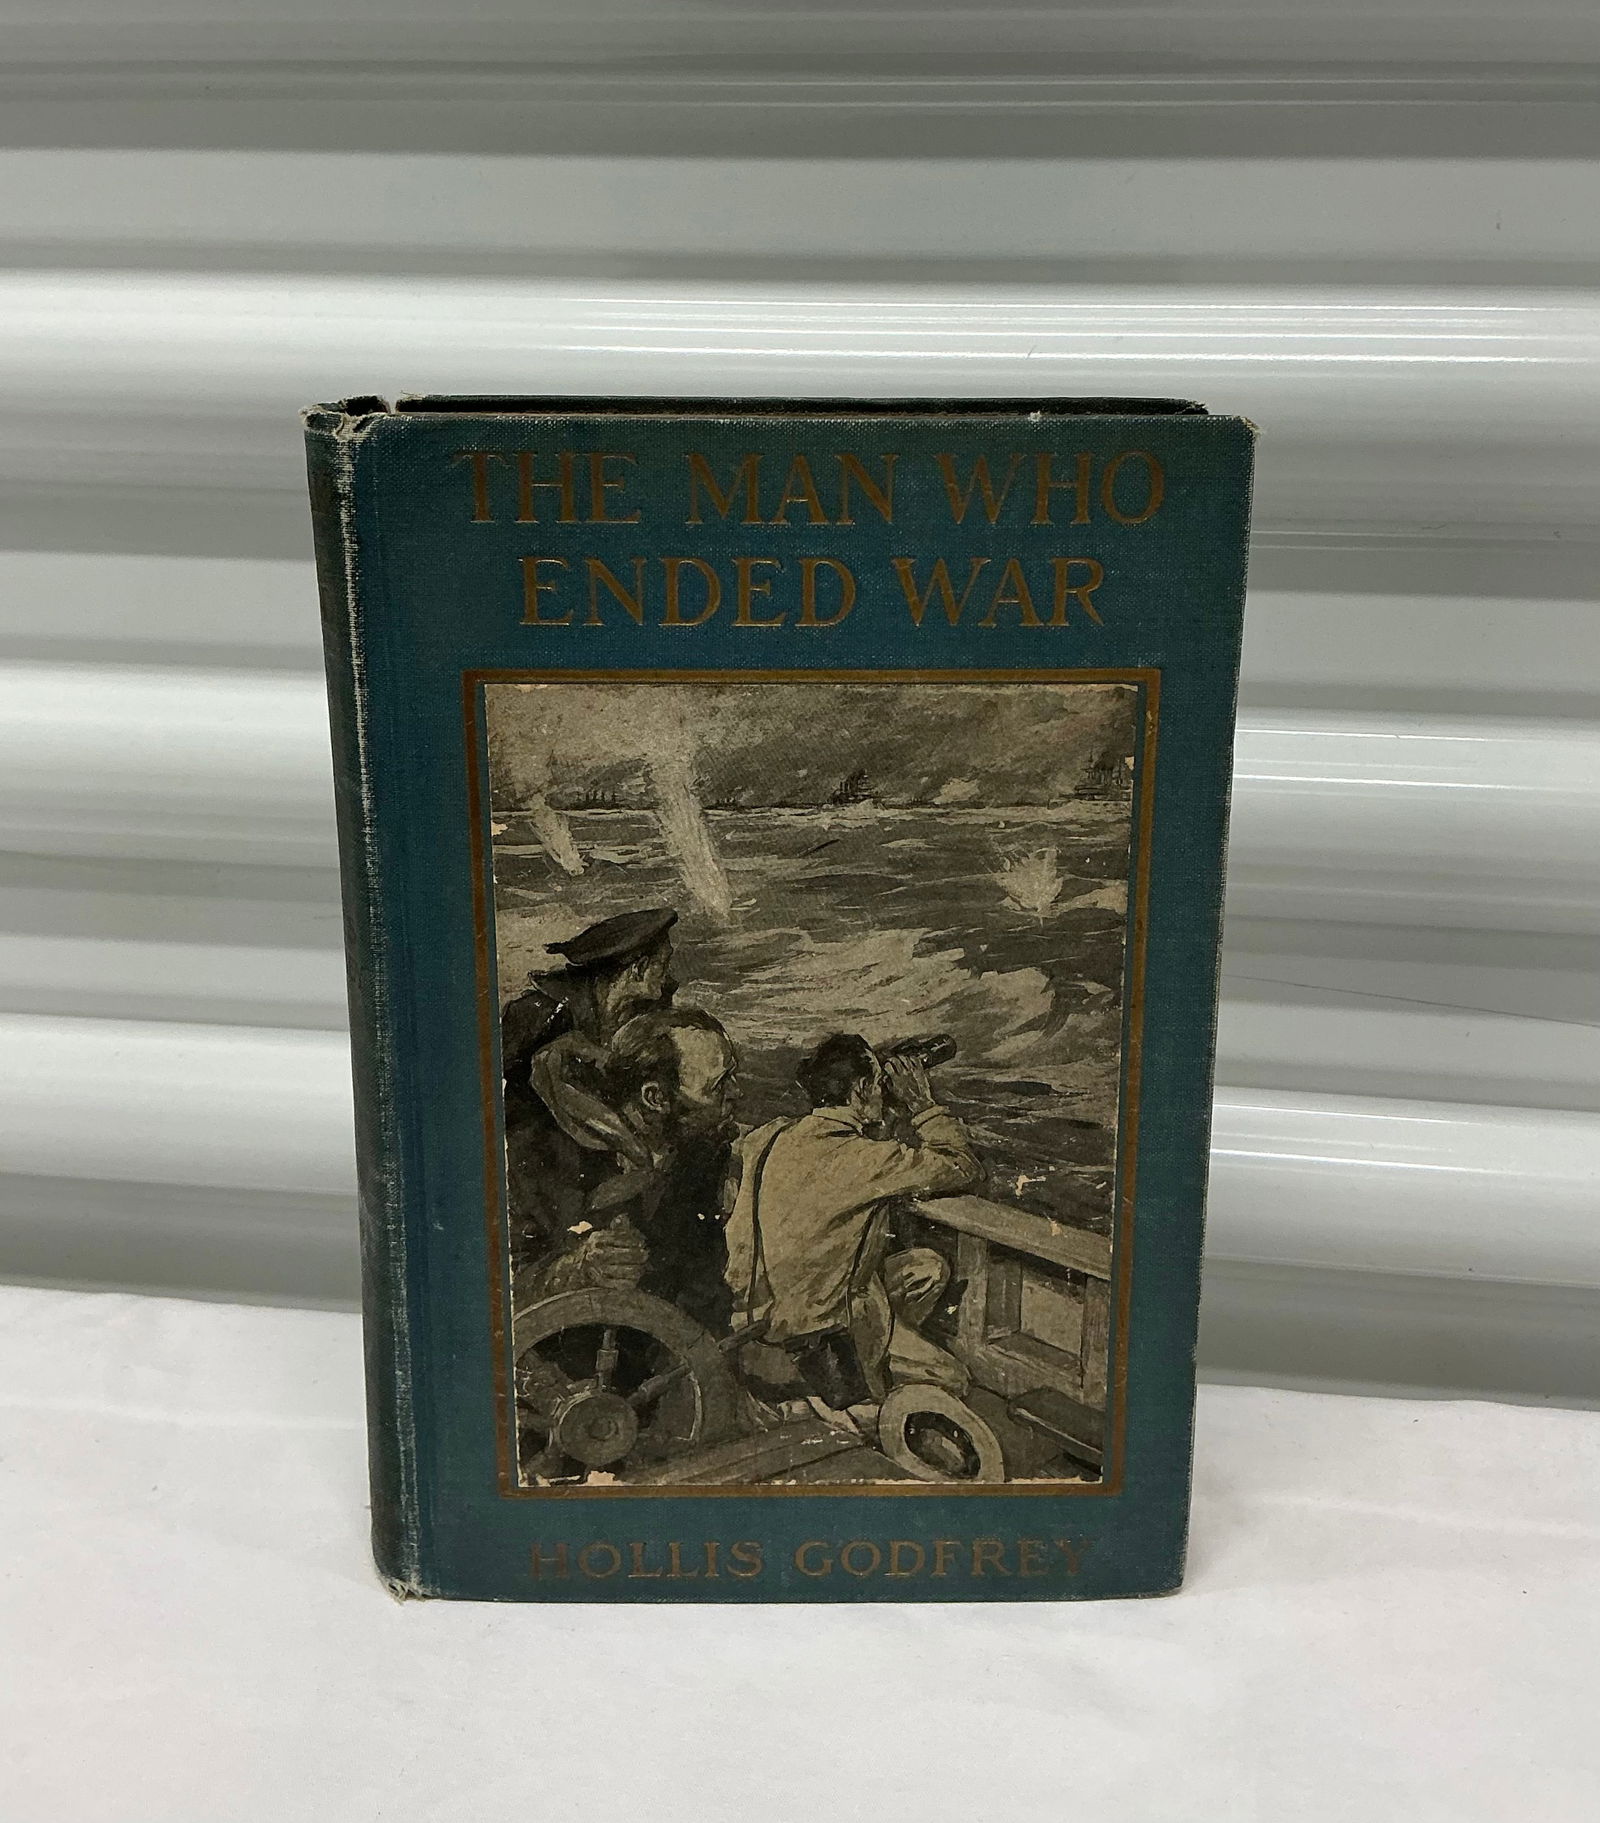 THE MAN WHO
ENDED WAR
HOLLIS GODFREY